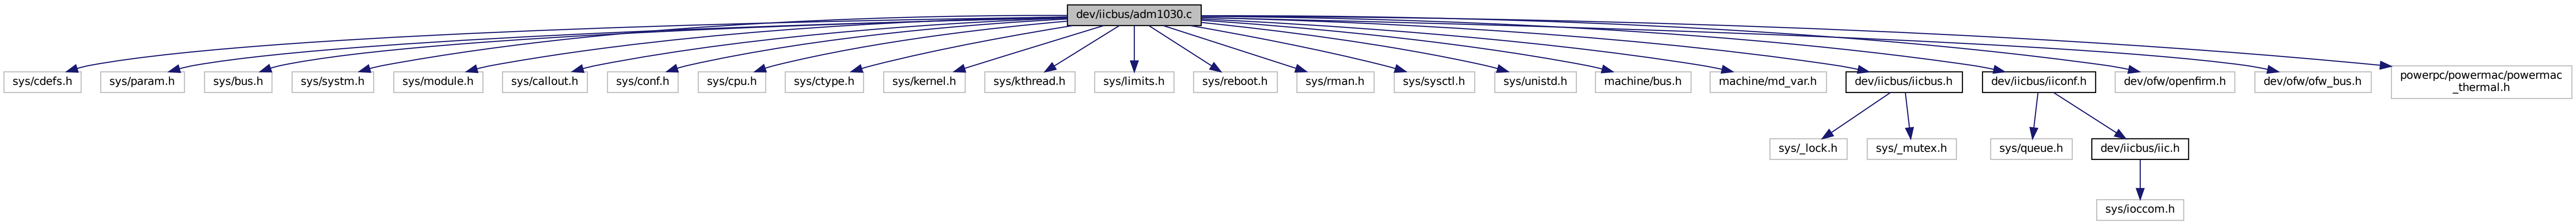 dev/iicbus/adm1030.c
sys/cdefs.h
sys/param.h
sys/bus.h
sys/systm.h
sys/module.h
sys/callout.h
sys/conf.h
sys/cpu.h
sys/ctype.h
sys/kernel.h
sys/kthread.h
sys/limits.h
sys/reboot.h
sys/rman.h
sys/sysctl.h
sys/unistd.h
machine/bus.h
machine/md_var.h
dev/iicbus/iicbus.h
dev/iicbus/iiconf.h
dev/ofw/openfirm.h
dev/ofw/ofw_bus.h
powerpc/powermac/powermac
_thermal.h
sys/_lock.h
sys/_mutex.h
sys/queue.h
dev/iicbus/iic.h
sys/ioccom.h